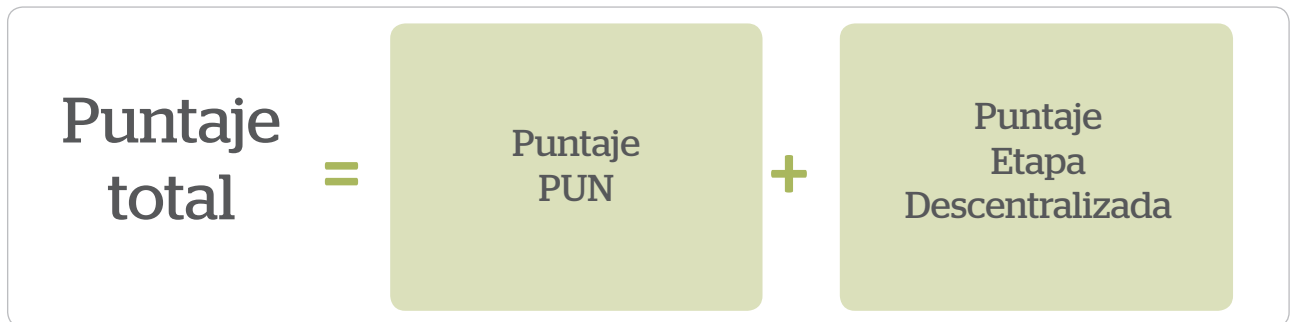 Puntaje
total
=
Puntaje
PUN
+
Puntaje
Etapa
Descentralizada